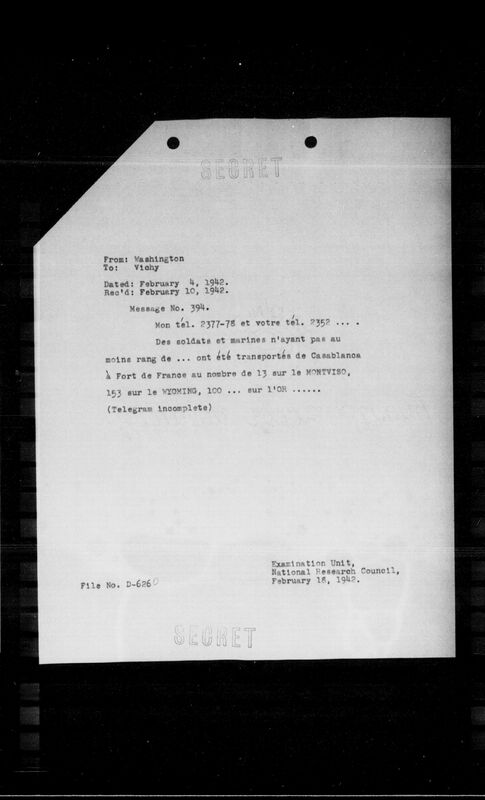 SECRET
From: Washington
To: Vichy
Dated: February 4, 1942.
Rec'd: February 10, 1942.
Message No. 394.
Mon tél. 2377-78 et votre tél. 2352 ... .
Des soldats et marines n'ayant pas au
moins rang de ... ont été transportés de Casablanca
à Fort de France au nombre de 13 sur le MONTVISO,
153 sur le WYOMING, 100 ... sur l'OR ......
(Telegram incomplete)
Examination Unit,
National Research Council,
February 18, 1942.
File No. D-6260
SECRET